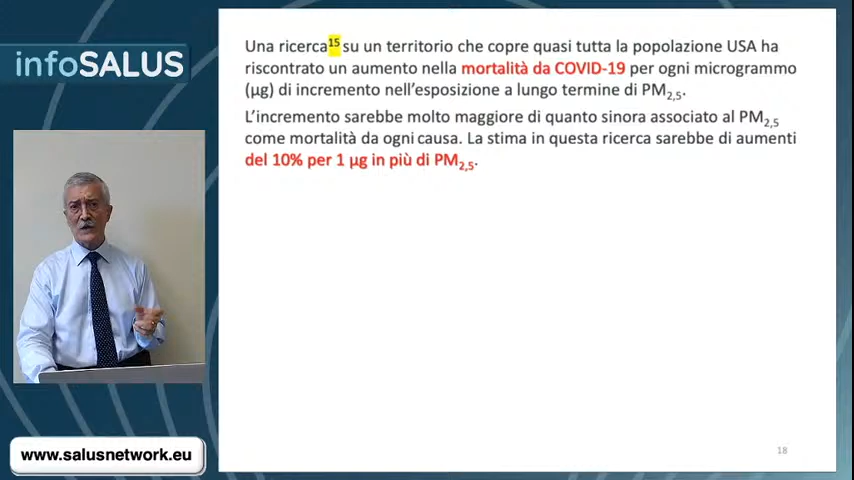 infoSALUS
Una ricerca15 su un territorio che copre quasi tutta la popolazione USA ha
riscontrato un aumento nella mortalità da COVID-19 per ogni microgrammo
(µg) di incremento nell'esposizione a lungo termine di PM2,5.
L'incremento sarebbe molto maggiore di quanto sinora associato al PM2,5
come mortalità da ogni causa. La stima in questa ricerca sarebbe di aumenti
del 10% per 1 µg in più di PM2,5.
www.salusnetwork.eu
18